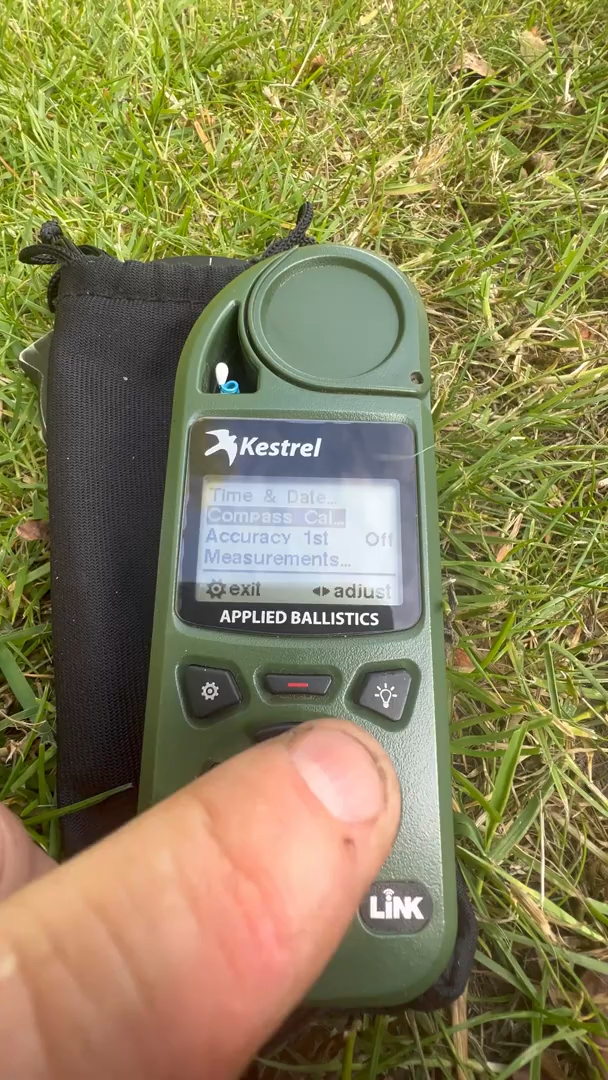 Kestrel
Time & Date...
Compass Cal...
Accuracy 1st Off
Measurements...
exit adjust
APPLIED BALLISTICS
LiNK